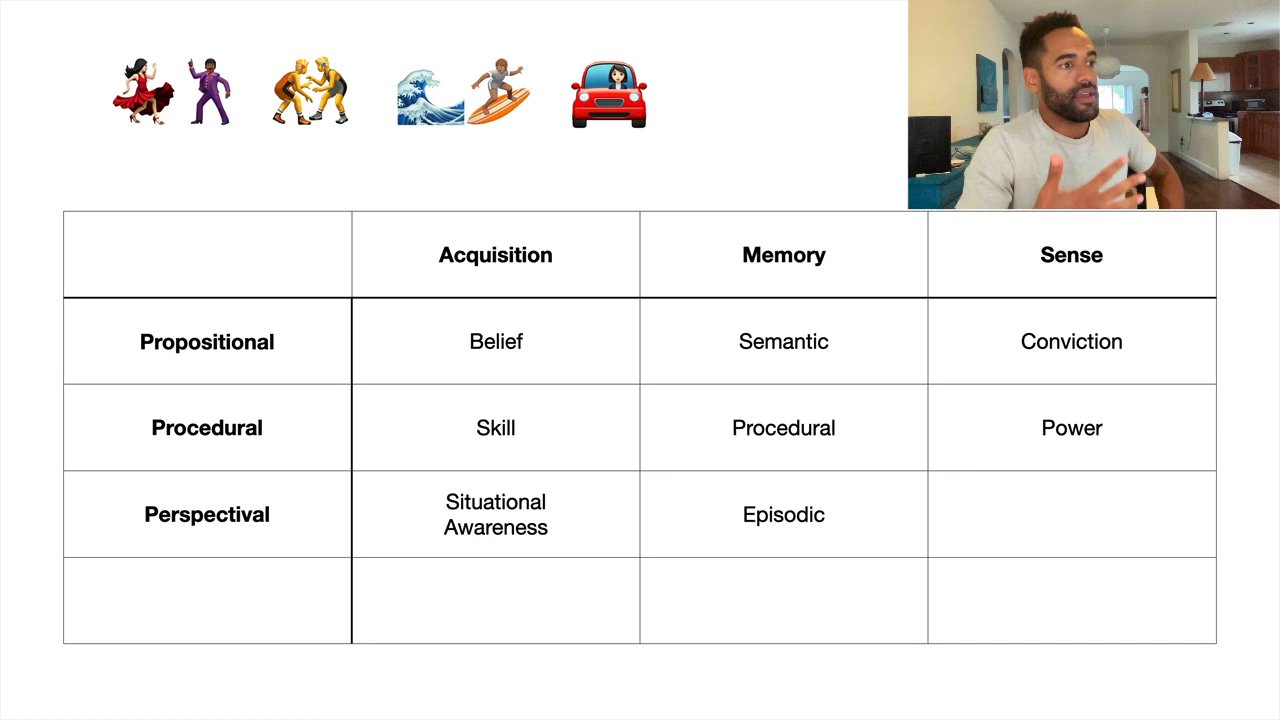 Acquisition Memory Sense
Propositional Belief Semantic Conviction
Procedural Skill Procedural Power
Perspectival Situational Awareness Episodic